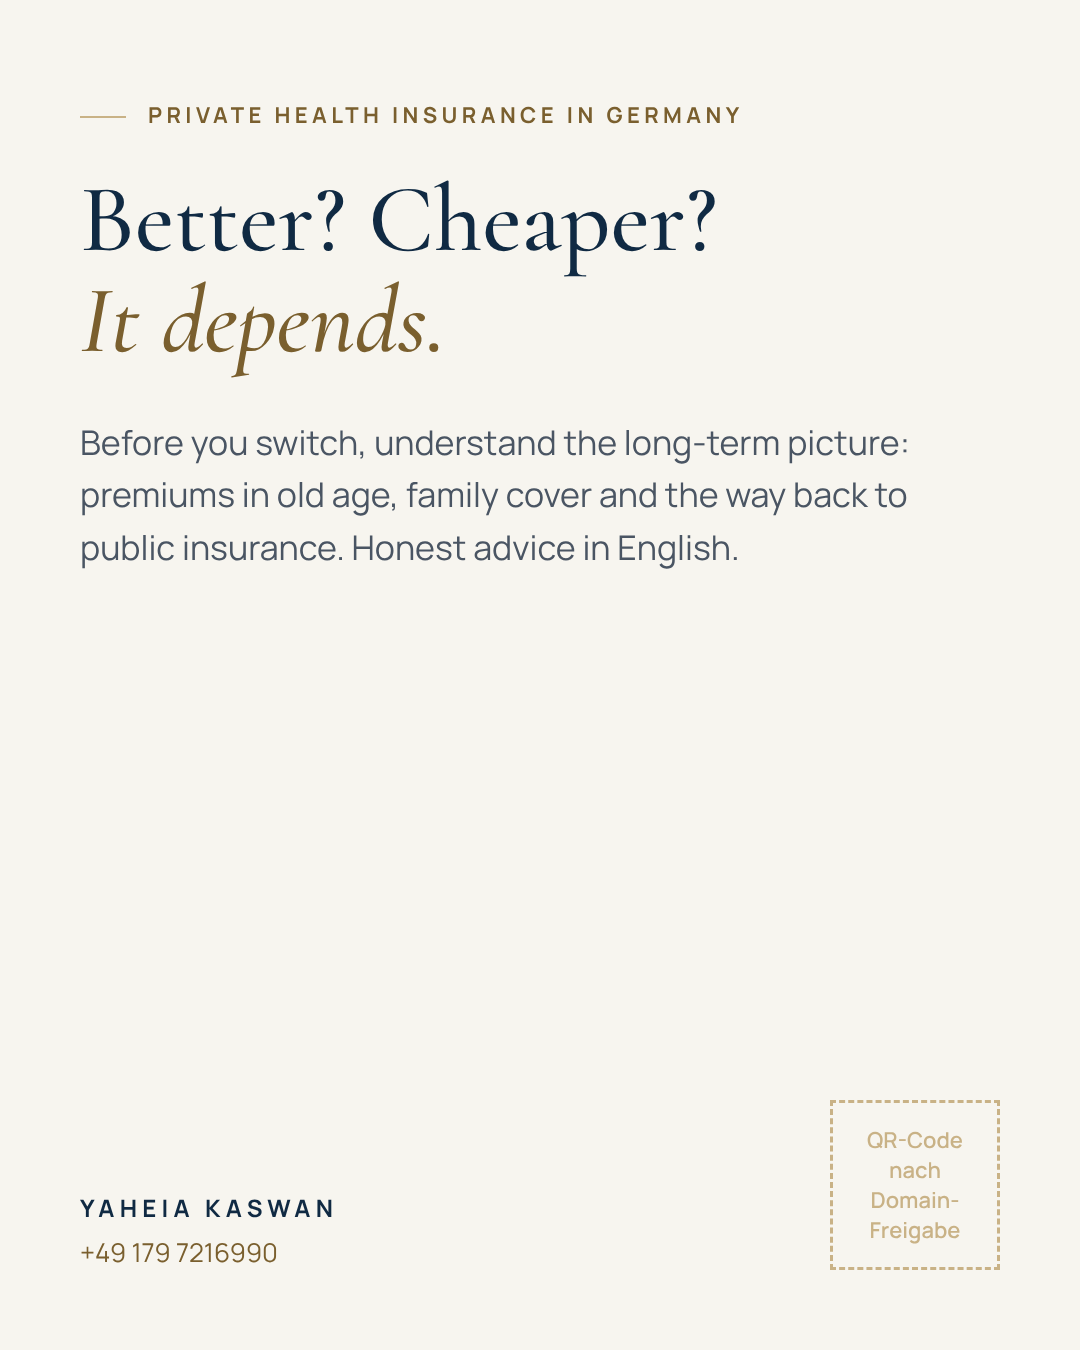 PRIVATE HEALTH INSURANCE IN GERMANY
Better? Cheaper?
It depends.
Before you switch, understand the long-term picture:
premiums in old age, family cover and the way back to
public insurance. Honest advice in English.
YAHEIA KASWAN
+49 179 7216990
QR-Code
nach
Domain-
Freigabe